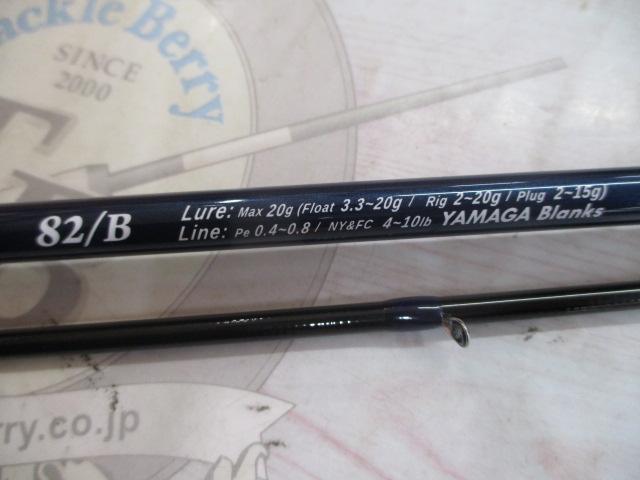 ackle Berry
SINCE
2000
82/B
Lure: Max 20g (Float 3.3~20g / Rig 2~20g / Plug 2~15g)
Line: Pe 0.4~0.8 / NY&FC 4~10lb YAMAGA Blanks
rry.co.jp